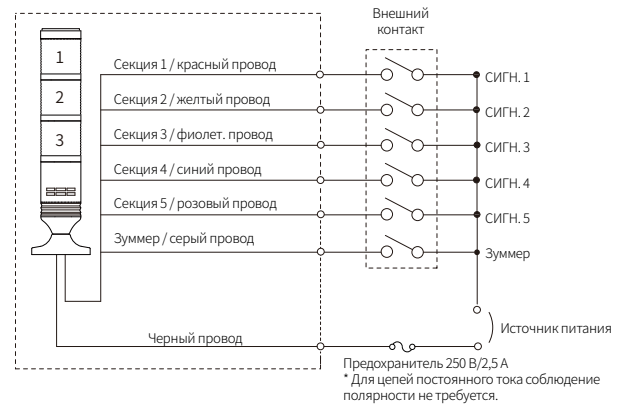 Внешний
контакт
1
2
3
Секция 1 / красный провод
СИГН. 1
Секция 2 / желтый провод
СИГН. 2
Секция 3 / фиолет. провод
СИГН. 3
Секция 4 / синий провод
СИГН. 4
Секция 5 / розовый провод
СИГН. 5
Зуммер / серый провод
Зуммер
Источник питания
Черный провод
Предохранитель 250 В/2,5 А
* Для цепей постоянного тока соблюдение
полярности не требуется.